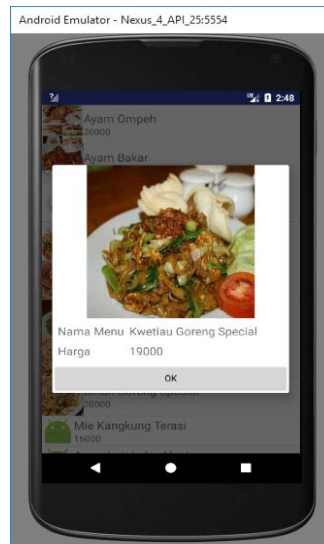 Android Emulator - Nexus_4_API_25:5554
2:48
Ayam Ompeh
20000
Ayam Bakar
Nama Menu Kwetiau Goreng Special
Harga 19000
OK
20000
Mie Kangkung Terasi
16000